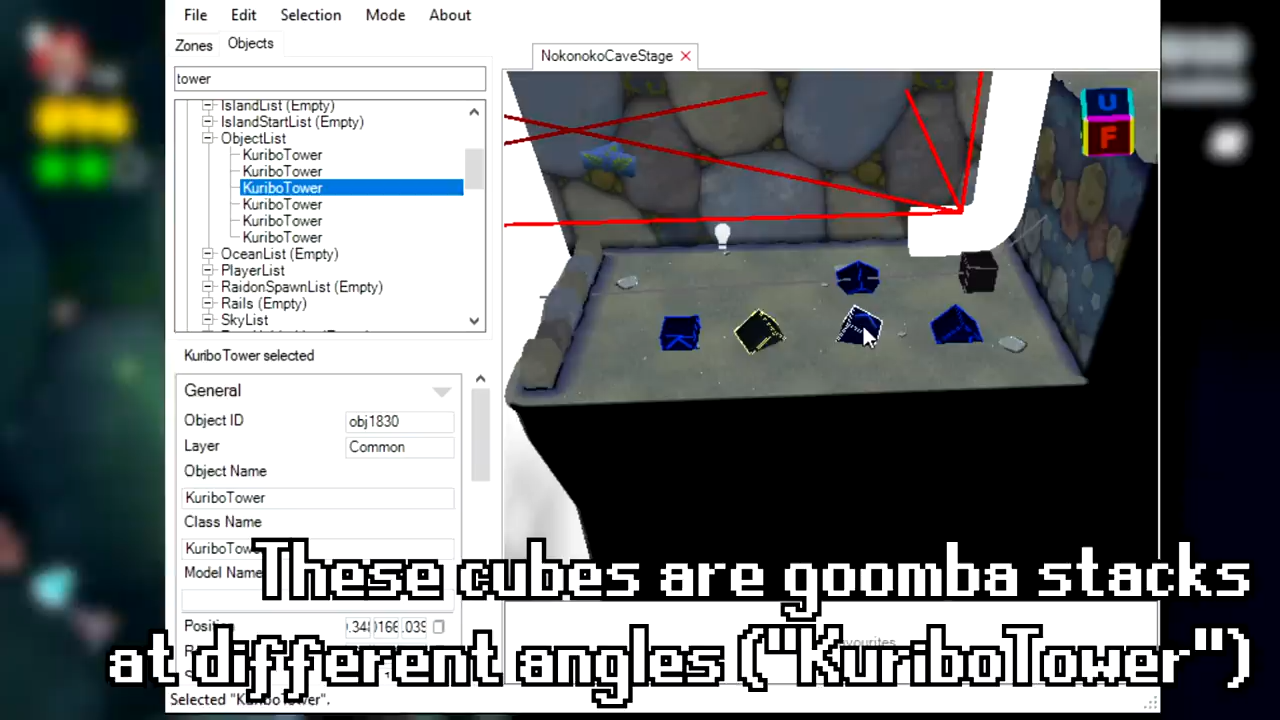 File Edit Selection Mode About
Zones Objects
NokonokoCaveStage
tower
IslandList (Empty)
IslandStartList (Empty)
ObjectList
KuriboTower
KuriboTower
KuriboTower
KuriboTower
KuriboTower
KuriboTower
OceanList (Empty)
PlayerList
RaidonSpawnList (Empty)
Rails (Empty)
SkyList
U
F
KuriboTower selected
General
Object ID obj1830
Layer Common
Object Name
KuriboTower
Class Name
Model Name
These cubes are goomba stacks
at different angles ("KuriboTower")
Selected "KuriboTower".